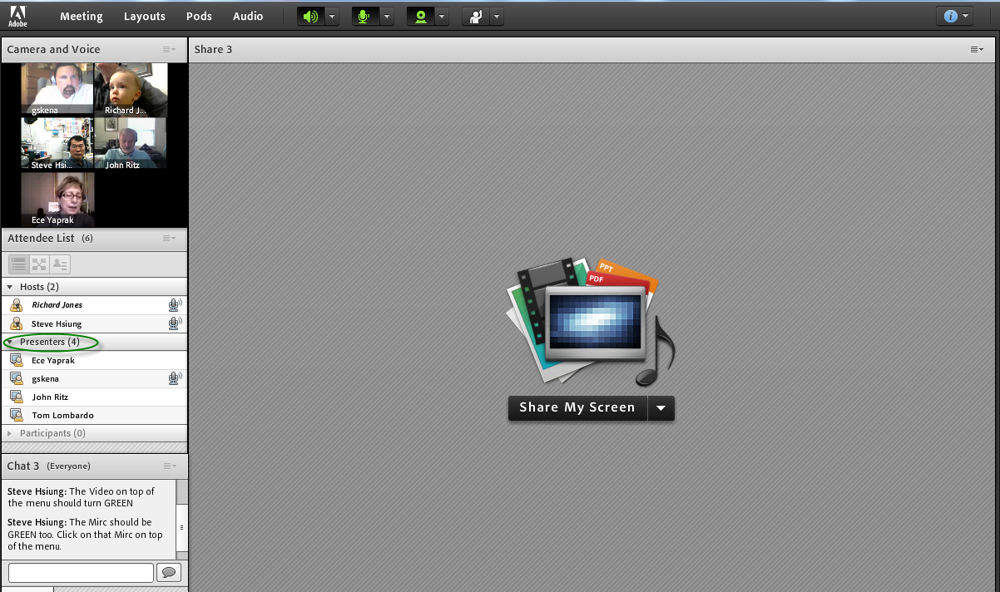 Adobe
Meeting Layouts Pods Audio
Camera and Voice
gskena
Richard J...
Steve Hsi...
John Ritz
Ece Yaprak
Attendee List (6)
Hosts (2)
Richard Jones
Steve Hsiung
Presenters (4)
Ece Yaprak
gskena
John Ritz
Tom Lombardo
Participants (0)
Chat 3 (Everyone)
Steve Hsiung: The Video on top of
the menu should turn GREEN
Steve Hsiung: The Mirc should be
GREEN too. Click on that Mirc on top
of the menu.
Share 3
PPT
PDF
Share My Screen